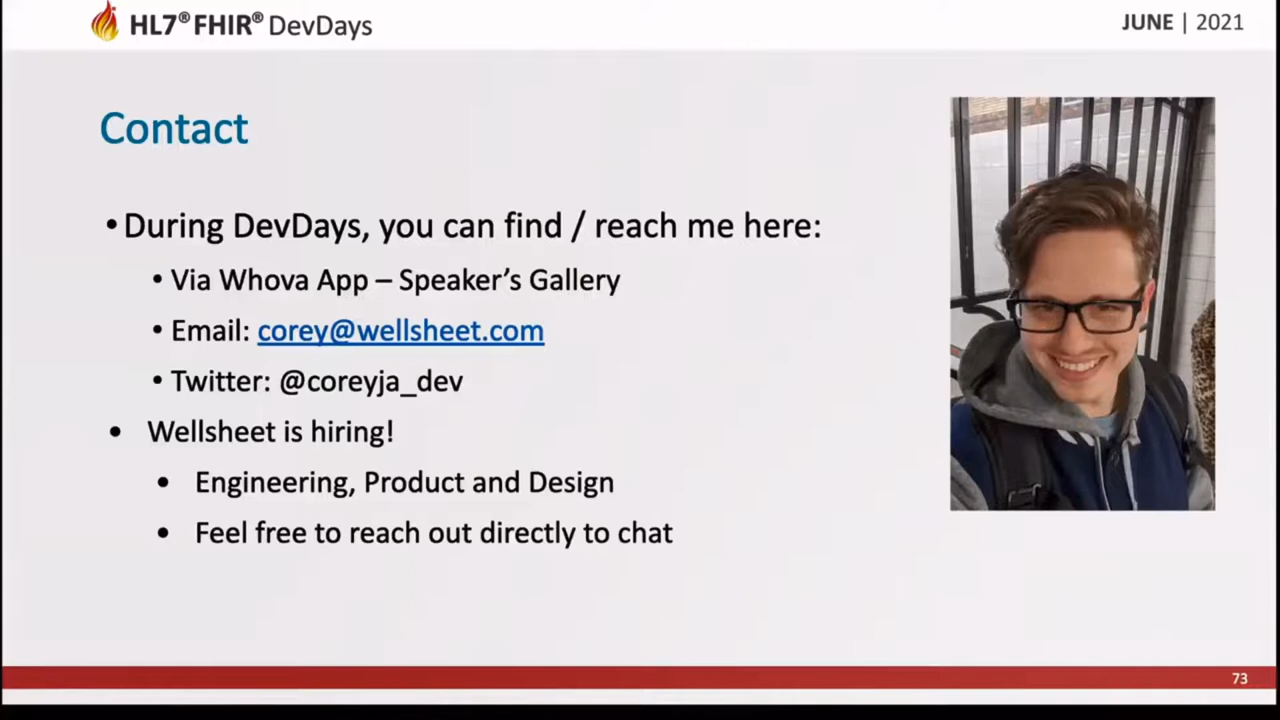 HL7® FHIR® DevDays
JUNE | 2021
Contact
• During DevDays, you can find / reach me here:
• Via Whova App – Speaker’s Gallery
• Email: corey@wellsheet.com
• Twitter: @coreyja_dev
• Wellsheet is hiring!
• Engineering, Product and Design
• Feel free to reach out directly to chat
73